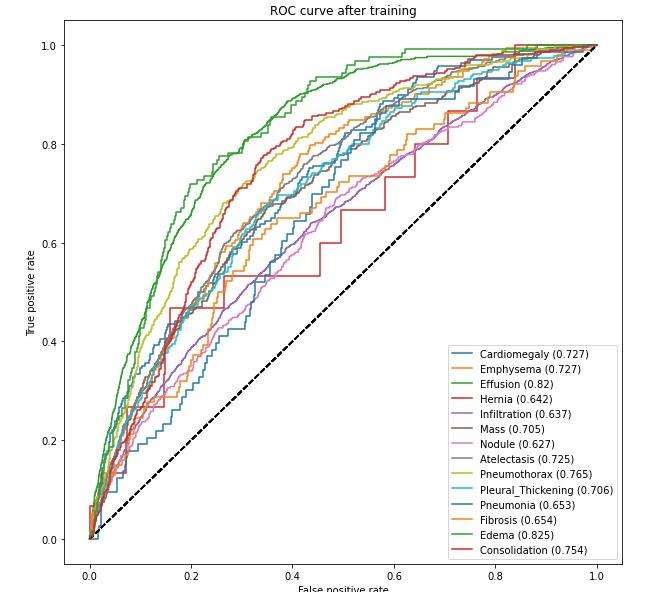 ROC curve after training
1.0
0.8
0.6
0.4
0.2
0.0
True positive rate
Cardiomegaly (0.727)
Emphysema (0.727)
Effusion (0.82)
Hernia (0.642)
Infiltration (0.637)
Mass (0.705)
Nodule (0.627)
Atelectasis (0.725)
Pneumothorax (0.765)
Pleural_Thickening (0.706)
Pneumonia (0.653)
Fibrosis (0.654)
Edema (0.825)
Consolidation (0.754)
0.0 0.2 0.4 0.6 0.8 1.0
False positive rate